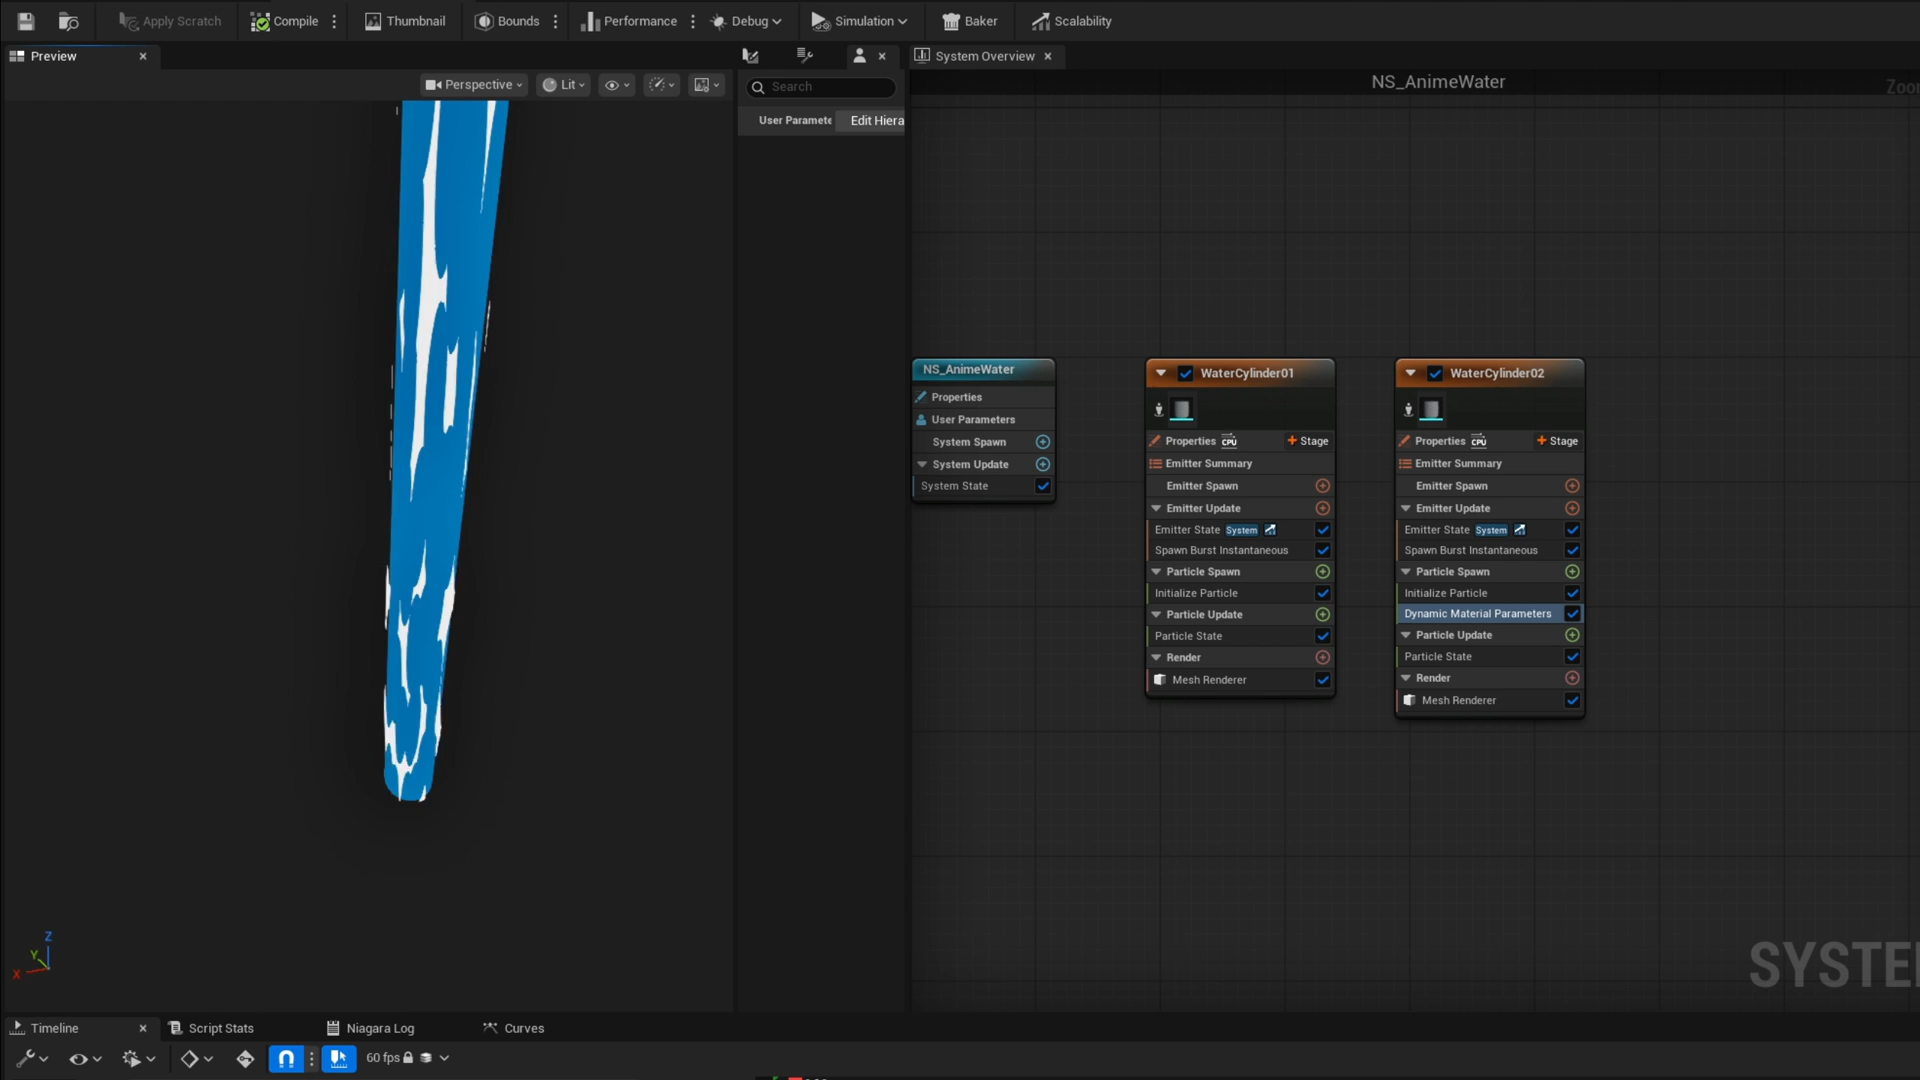 Apply Scratch
Compile
Thumbnail
Bounds
Performance
Debug
Simulation
Baker
Scalability
Preview
System Overview
Perspective
Lit
Search
NS_AnimeWater
Zoo
User Paramete
Edit Hiera
NS_AnimeWater
Properties
User Parameters
System Spawn
System Update
System State
WaterCylinder01
Properties CPU
Stage
Emitter Summary
Emitter Spawn
Emitter Update
Emitter State System
Spawn Burst Instantaneous
Particle Spawn
Initialize Particle
Particle Update
Particle State
Render
Mesh Renderer
WaterCylinder02
Properties CPU
Stage
Emitter Summary
Emitter Spawn
Emitter Update
Emitter State System
Spawn Burst Instantaneous
Particle Spawn
Initialize Particle
Dynamic Material Parameters
Particle Update
Particle State
Render
Mesh Renderer
Z
Y
X
SYSTE
Timeline
Script Stats
Niagara Log
Curves
60 fps